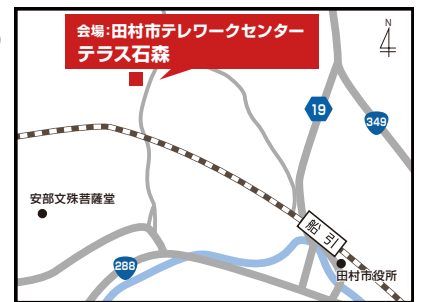 会場:田村市テレワークセンター
テラス石森
N
19
349
安部文殊菩薩堂
船引
288
田村市役所